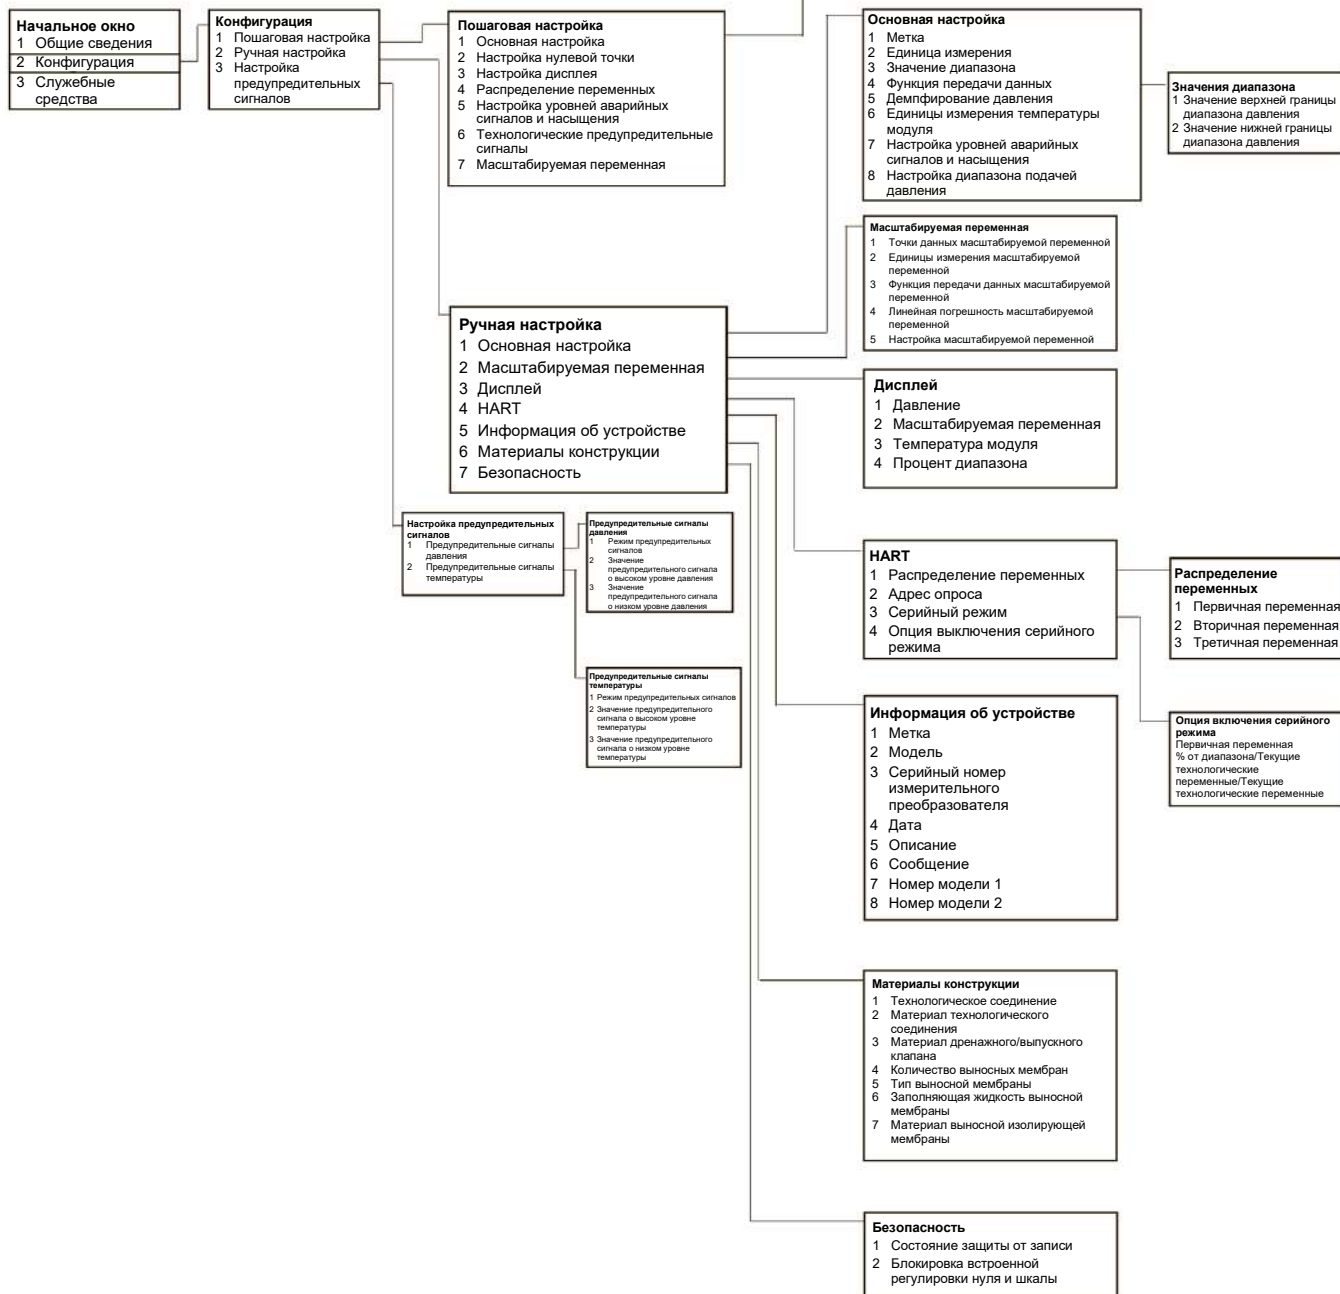 Начальное окно
1 Общие сведения
2 Конфигурация
3 Служебные
средства
Конфигурация
1 Пошаговая настройка
2 Ручная настройка
3 Настройка
предупредительных
сигналов
Пошаговая настройка
1 Основная настройка
2 Настройка нулевой точки
3 Настройка дисплея
4 Распределение переменных
5 Настройка уровней аварийных
сигналов и насыщения
6 Технологические предупредительные
сигналы
7 Масштабируемая переменная
Основная настройка
1 Метка
2 Единица измерения
3 Значение диапазона
4 Функция передачи данных
5 Демпфирование давления
6 Единицы измерения температуры
модуля
7 Настройка уровней аварийных
сигналов и насыщения
8 Настройка диапазона подачей
давления
Значения диапазона
1 Значение верхней границы
диапазона давления
2 Значение нижней границы
диапазона давления
Масштабируемая переменная
1 Точки данных масштабируемой переменной
2 Единицы измерения масштабируемой
переменной
3 Функция передачи данных масштабируемой
переменной
4 Линейная погрешность масштабируемой
переменной
5 Настройка масштабируемой переменной
Ручная настройка
1 Основная настройка
2 Масштабируемая переменная
3 Дисплей
4 HART
5 Информация об устройстве
6 Материалы конструкции
7 Безопасность
Дисплей
1 Давление
2 Масштабируемая переменная
3 Температура модуля
4 Процент диапазона
Настройка предупредительных
сигналов
1 Предупредительные сигналы
давления
2 Предупредительные сигналы
температуры
Предупредительные сигналы
давления
1 Режим предупредительных
сигналов
2 Значение
предупредительного сигнала
о высоком уровне давления
3 Значение
предупредительного сигнала
о низком уровне давления
HART
1 Распределение переменных
2 Адрес опроса
3 Серийный режим
4 Опция выключения серийного
режима
Распределение
переменных
1 Первичная переменная
2 Вторичная переменная
3 Третичная переменная
Предупредительные сигналы
температуры
1 Режим предупредительных сигналов
2 Значение предупредительного
сигнала о высоком уровне
температуры
3 Значение предупредительного
сигнала о низком уровне
температуры
Информация об устройстве
1 Метка
2 Модель
3 Серийный номер
измерительного
преобразователя
4 Дата
5 Описание
6 Сообщение
7 Номер модели 1
8 Номер модели 2
Опция включения серийного
режима
Первичная переменная
% от диапазона/Текущие
технологические
переменные/Текущие
технологические переменные
Материалы конструкции
1 Технологическое соединение
2 Материал технологического
соединения
3 Материал дренажного/выпускного
клапана
4 Количество выносных мембран
5 Тип выносной мембраны
6 Заполняющая жидкость выносной
мембраны
7 Материал выносной изолирующей
мембраны
Безопасность
1 Состояние защиты от записи
2 Блокировка встроенной
регулировки нуля и шкалы